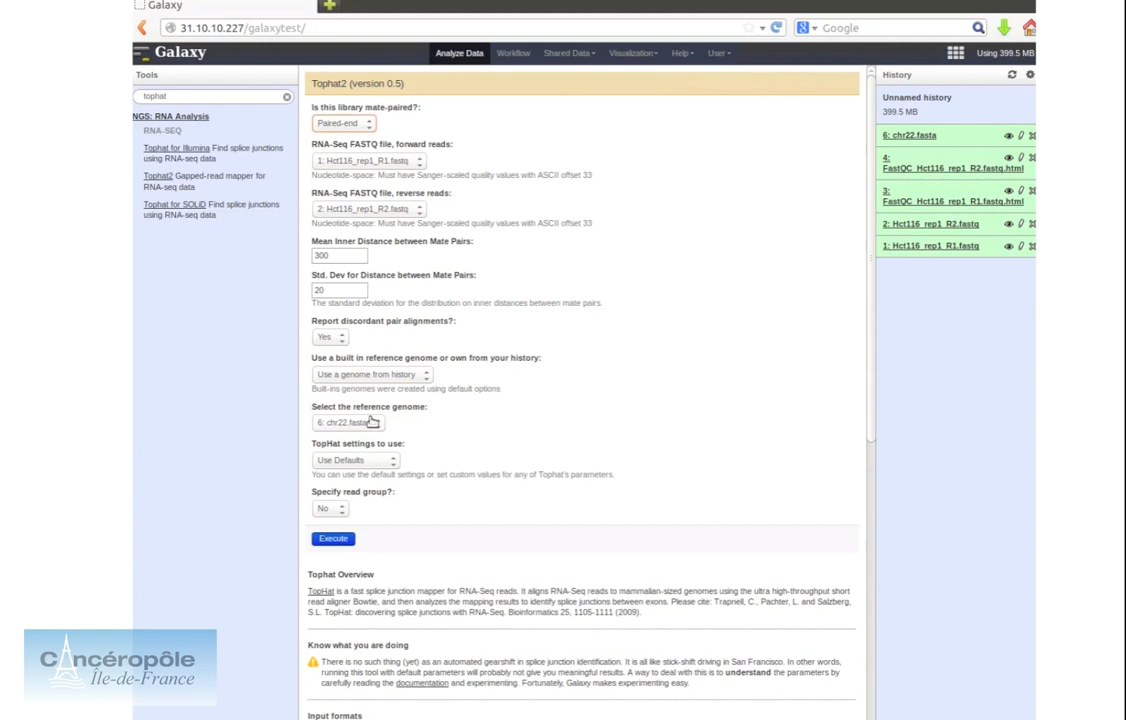 Galaxy
31.10.10.227/galaxytest/
Google
Galaxy
Analyze Data Workflow Shared Data Visualization Help User
Using 399.5 MB
Tools
tophat
NGS: RNA Analysis
RNA-SEQ
Tophat for Illumina Find splice junctions
using RNA-seq data
Tophat2 Gapped-read mapper for
RNA-seq data
Tophat for SOLiD Find splice junctions
using RNA-seq data
Tophat2 (version 0.5)
Is this library mate-paired?:
Paired-end
RNA-Seq FASTQ file, forward reads:
1: Hct116_rep1_R1.fastq
Nucleotide-space: Must have Sanger-scaled quality values with ASCII offset 33
RNA-Seq FASTQ file, reverse reads:
2: Hct116_rep1_R2.fastq
Nucleotide-space: Must have Sanger-scaled quality values with ASCII offset 33
Mean Inner Distance between Mate Pairs:
300
Std. Dev for Distance between Mate Pairs:
20
The standard deviation for the distribution on inner distances between mate pairs.
Report discordant pair alignments?:
Yes
Use a built in reference genome or own from your history:
Use a genome from history
Built-ins genomes were created using default options
Select the reference genome:
6: chr22.fasta
TopHat settings to use:
Use Defaults
You can use the default settings or set custom values for any of Tophat's parameters.
Specify read group?:
No
Execute
Tophat Overview
TopHat is a fast splice junction mapper for RNA-Seq reads. It aligns RNA-Seq reads to mammalian-sized genomes using the ultra high-throughput short
read aligner Bowtie, and then analyzes the mapping results to identify splice junctions between exons. Please cite: Trapnell, C., Pachter, L. and Salzberg,
S.L. TopHat: discovering splice junctions with RNA-Seq. Bioinformatics 25, 1105-1111 (2009).
Know what you are doing
There is no such thing (yet) as an automated gearshift in splice junction identification. It is all like stick-shift driving in San Francisco. In other words,
running this tool with default parameters will probably not give you meaningful results. A way to deal with this is to understand the parameters by
carefully reading the documentation and experimenting. Fortunately, Galaxy makes experimenting easy.
Input formats
History
Unnamed history
399.5 MB
6: chr22.fasta
4:
FastQC_Hct116_rep1_R2.fastq.html
3:
FastQC_Hct116_rep1_R1.fastq.html
2: Hct116_rep1_R2.fastq
1: Hct116_rep1_R1.fastq
Cancéropôle
Île-de-France